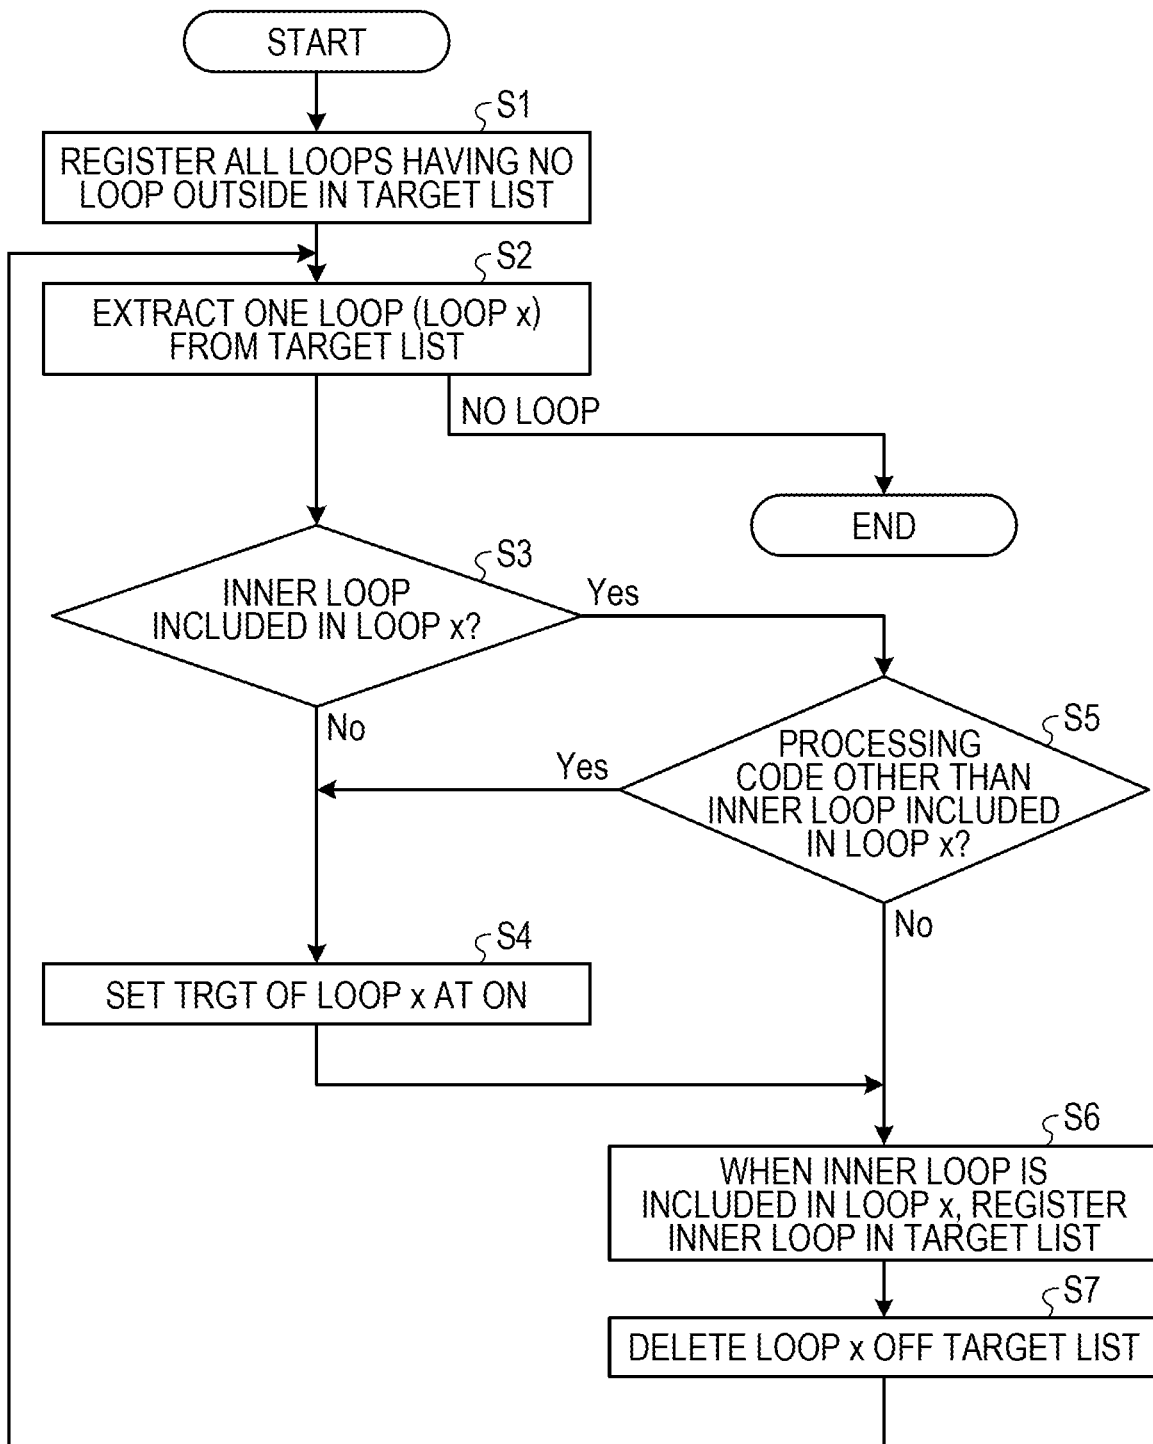 START
S1
REGISTER ALL LOOPS HAVING NO
LOOP OUTSIDE IN TARGET LIST
S2
EXTRACT ONE LOOP (LOOP x)
FROM TARGET LIST
NO LOOP
END
S3
INNER LOOP
INCLUDED IN LOOP x?
Yes
No
S5
PROCESSING
CODE OTHER THAN
INNER LOOP INCLUDED
IN LOOP x?
Yes
No
S4
SET TRGT OF LOOP x AT ON
S6
WHEN INNER LOOP IS
INCLUDED IN LOOP x, REGISTER
INNER LOOP IN TARGET LIST
S7
DELETE LOOP x OFF TARGET LIST